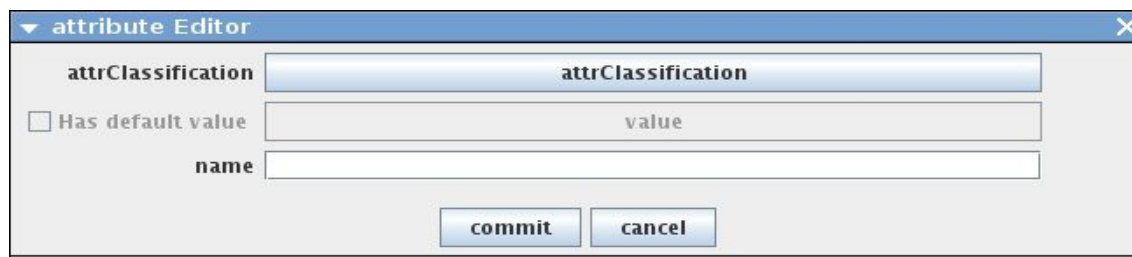 attribute Editor
attrClassification attrClassification
Has default value value
name
commit cancel